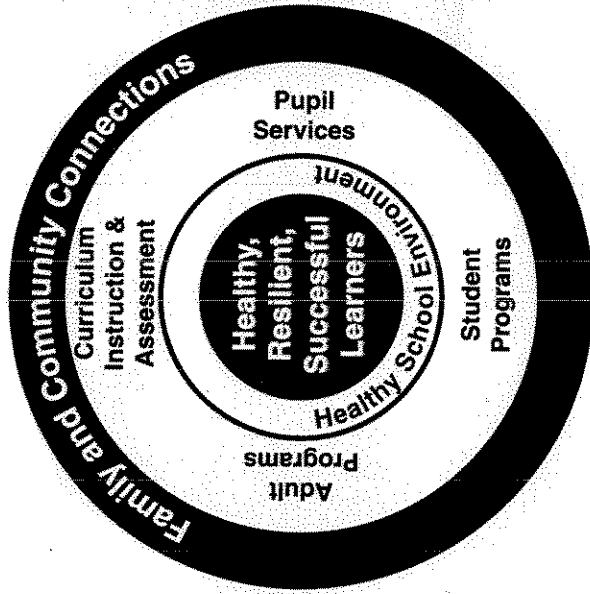 Family and Community Connections
Curriculum
Instruction &
Assessment
Pupil
Services
Healthy School Environment
Healthy,
Resilient,
Successful
Learners
Student
Programs
Adult
Programs